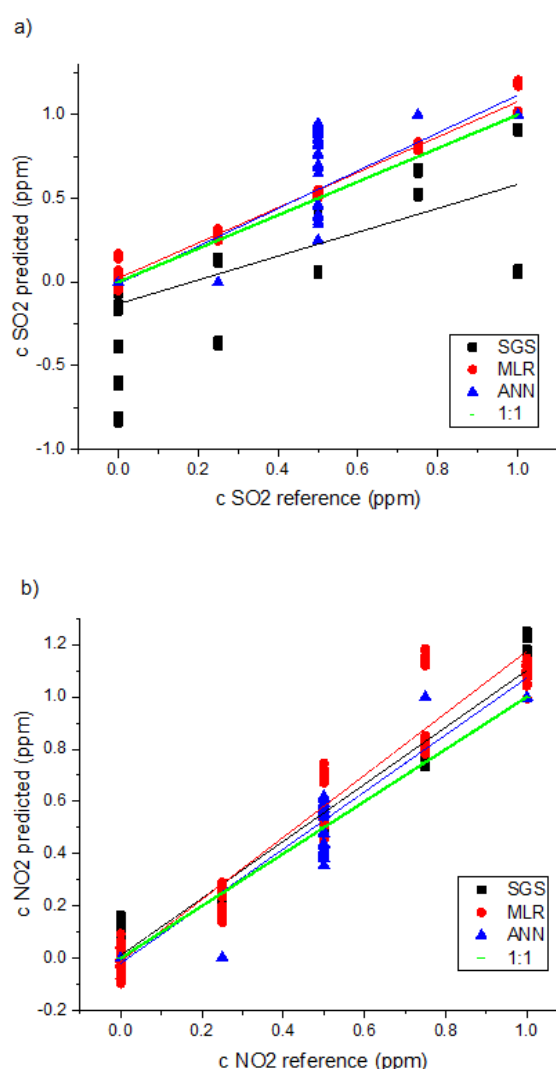 a)
c SO2 predicted (ppm)
1.0
0.5
0.0
-0.5
-1.0
SGS
MLR
ANN
1:1
0.0
0.2
0.4
0.6
0.8
1.0
c SO2 reference (ppm)
b)
c NO2 predicted (ppm)
1.2
1.0
0.8
0.6
0.4
0.2
0.0
-0.2
SGS
MLR
ANN
1:1
0.0
0.2
0.4
0.6
0.8
1.0
c NO2 reference (ppm)